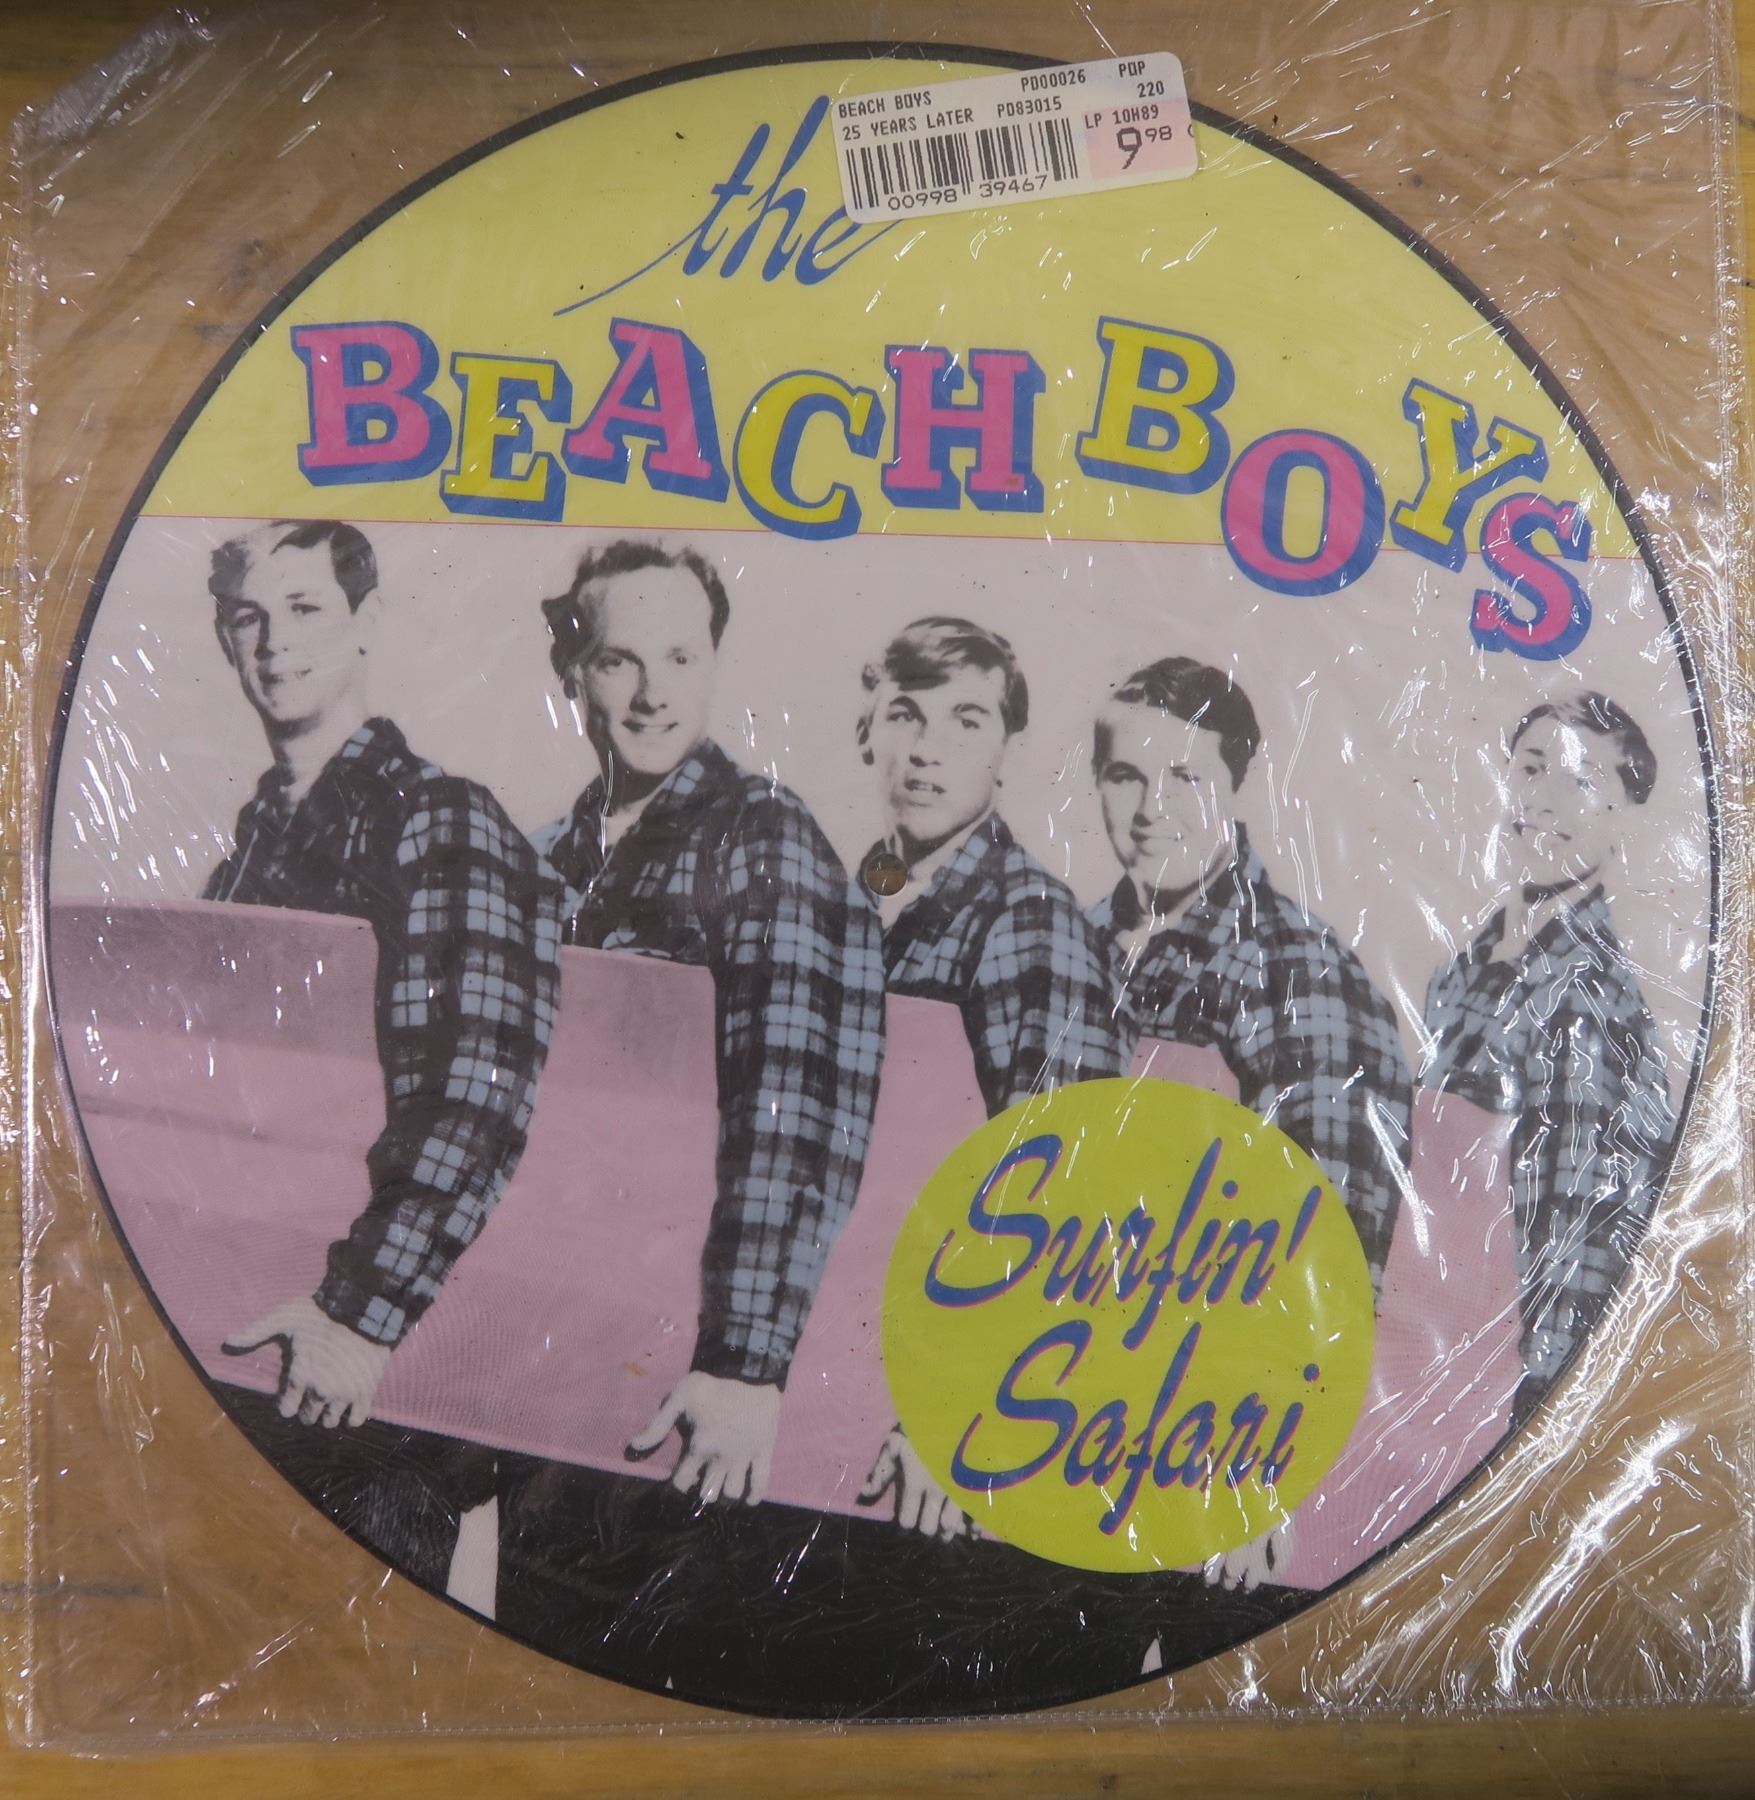 BEACH BOYS PD00026 POP
25 YEARS LATER PD83015 220
LP 10H89
9 98
00998 39467
the
BEACH BOYS
Surfin'
Safari